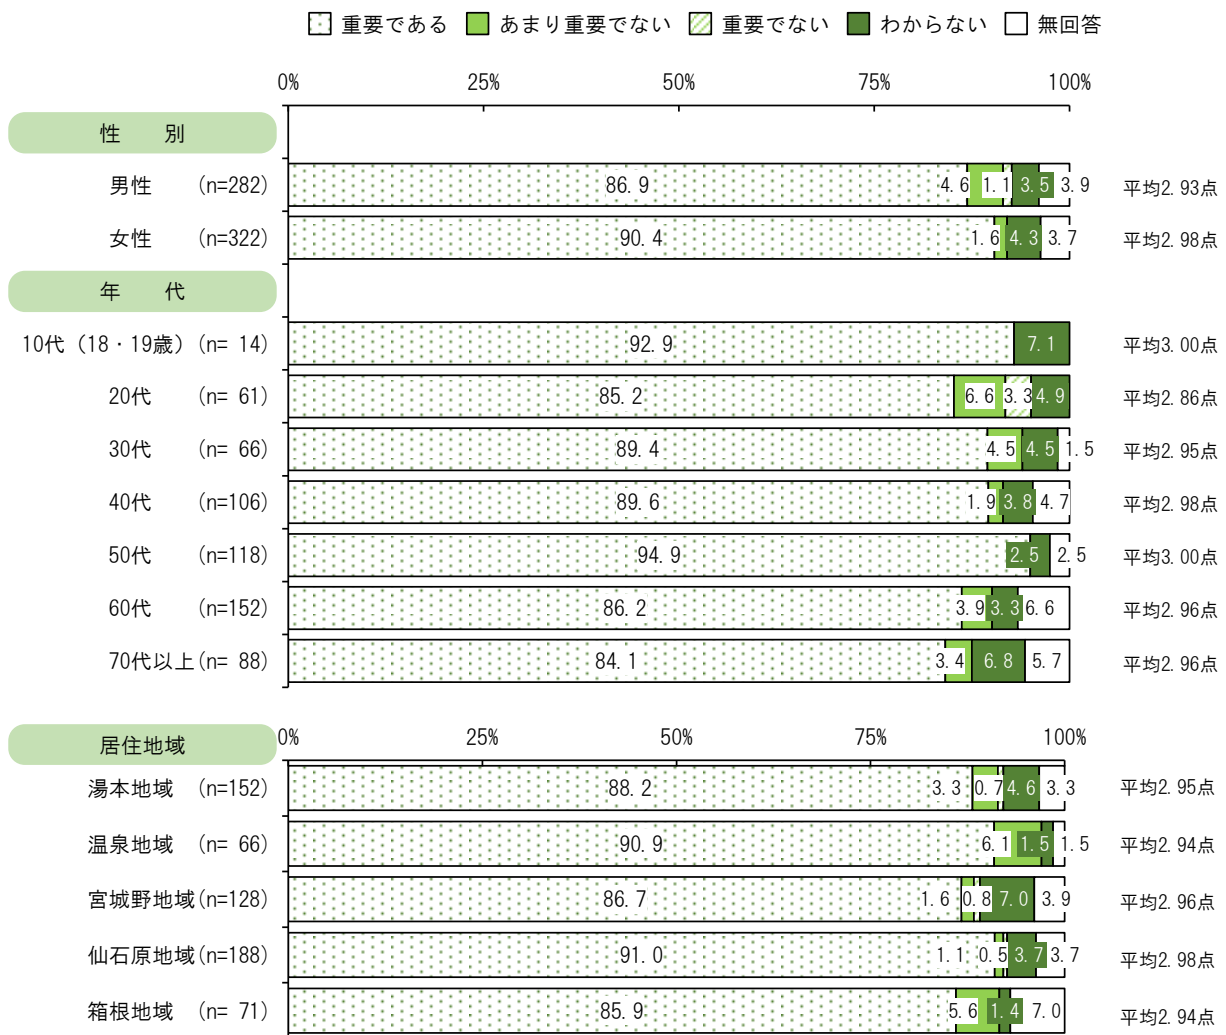 重要である あまり重要でない 重要でない わからない 無回答
0% 25% 50% 75% 100%
性 別
男性 (n=282) 86.9 4.6 1.1 3.5 3.9 平均2.93点
女性 (n=322) 90.4 1.6 4.3 3.7 平均2.98点
年 代
10代（18・19歳）(n= 14) 92.9 7.1 平均3.00点
20代 (n= 61) 85.2 6.6 3.3 4.9 平均2.86点
30代 (n= 66) 89.4 4.5 4.5 1.5 平均2.95点
40代 (n=106) 89.6 1.9 3.8 4.7 平均2.98点
50代 (n=118) 94.9 2.5 2.5 平均3.00点
60代 (n=152) 86.2 3.9 3.3 6.6 平均2.96点
70代以上(n= 88) 84.1 3.4 6.8 5.7 平均2.96点
居住地域 0% 25% 50% 75% 100%
湯本地域 (n=152) 88.2 3.3 0.7 4.6 3.3 平均2.95点
温泉地域 (n= 66) 90.9 6.1 1.5 1.5 平均2.94点
宮城野地域(n=128) 86.7 1.6 0.8 7.0 3.9 平均2.96点
仙石原地域(n=188) 91.0 1.1 0.5 3.7 3.7 平均2.98点
箱根地域 (n= 71) 85.9 5.6 1.4 7.0 平均2.94点